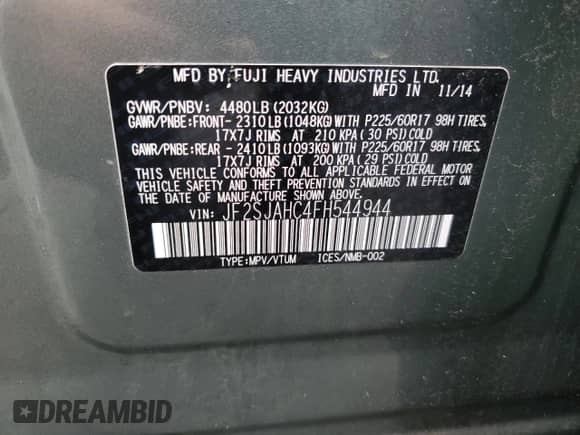 MFD BY FUJI HEAVY INDUSTRIES LTD.
MFD IN 11/14
GVWR/PNBV: 4480LB(2032KG)
GAWR/PNBE:FRONT- 2310LB(1048KG)WITH P225/60R17 98H TIRES,
17x7J RIMS AT 210 KPA(30 PSI)COLD
GAWR/PNBE:REAR - 2410LB(1093KG)WITH P225/60R17 98H TIRES,
17x7J RIMS AT 200 KPA(29 PSI)COLD
THIS VEHICLE CONFORMS TO ALL APPLICABLE FEDERAL MOTOR
VEHICLE SAFETY AND THEFT PREVENTION STANDARDS IN EFFECT ON
THE DATE OF MANUFACTURE SHOWN ABOVE.
VIN: JF2SJAHC4FH544944
TYPE:MPV/VTUM ICES/NMB-002
DREAMBID